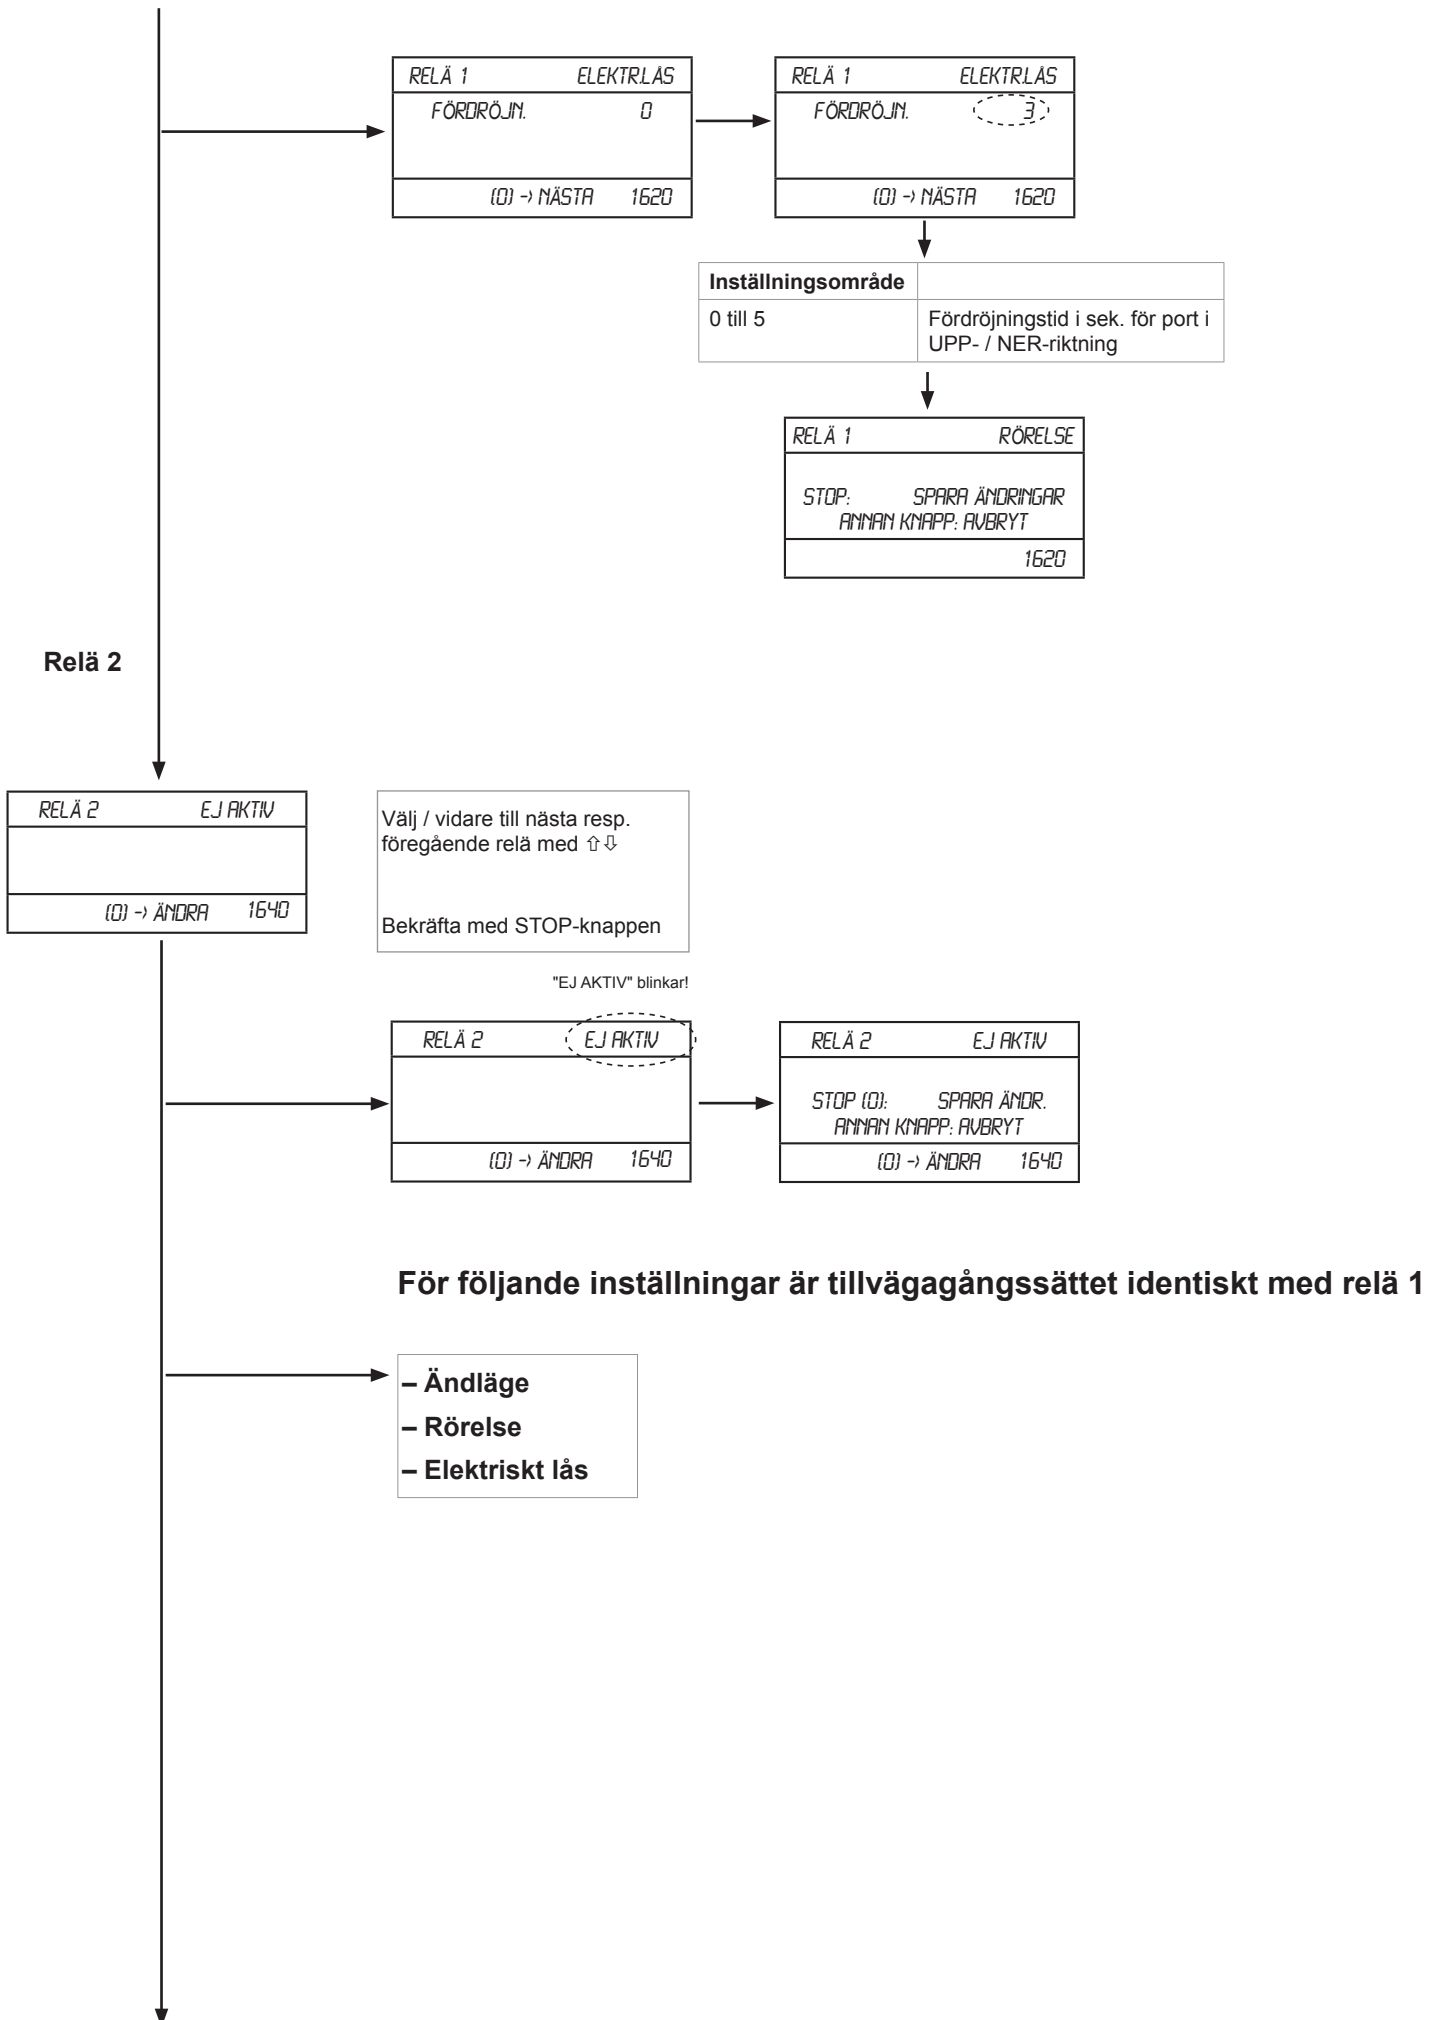 RELÄ 1 ELEKTR.LÅS
FÖRDRÖJN. 0
(0) -> NÄSTA 1620
RELÄ 1 ELEKTR.LÅS
FÖRDRÖJN. 3
(0) -> NÄSTA 1620
Inställningsområde
0 till 5 Fördröjningstid i sek. för port i
UPP- / NER-riktning
RELÄ 1 RÖRELSE
STOP: SPARA ÄNDRINGAR
ANNAN KNAPP: AVBRYT
1620
Relä 2
RELÄ 2 EJ AKTIV
(0) -> ÄNDRA 1640
Välj / vidare till nästa resp.
föregående relä med ⇧⇩
Bekräfta med STOP-knappen
"EJ AKTIV" blinkar!
RELÄ 2 EJ AKTIV
(0) -> ÄNDRA 1640
RELÄ 2 EJ AKTIV
STOP (0): SPARA ÄNDR.
ANNAN KNAPP: AVBRYT
(0) -> ÄNDRA 1640
För följande inställningar är tillvägagångssättet identiskt med relä 1
– Ändläge
– Rörelse
– Elektriskt lås